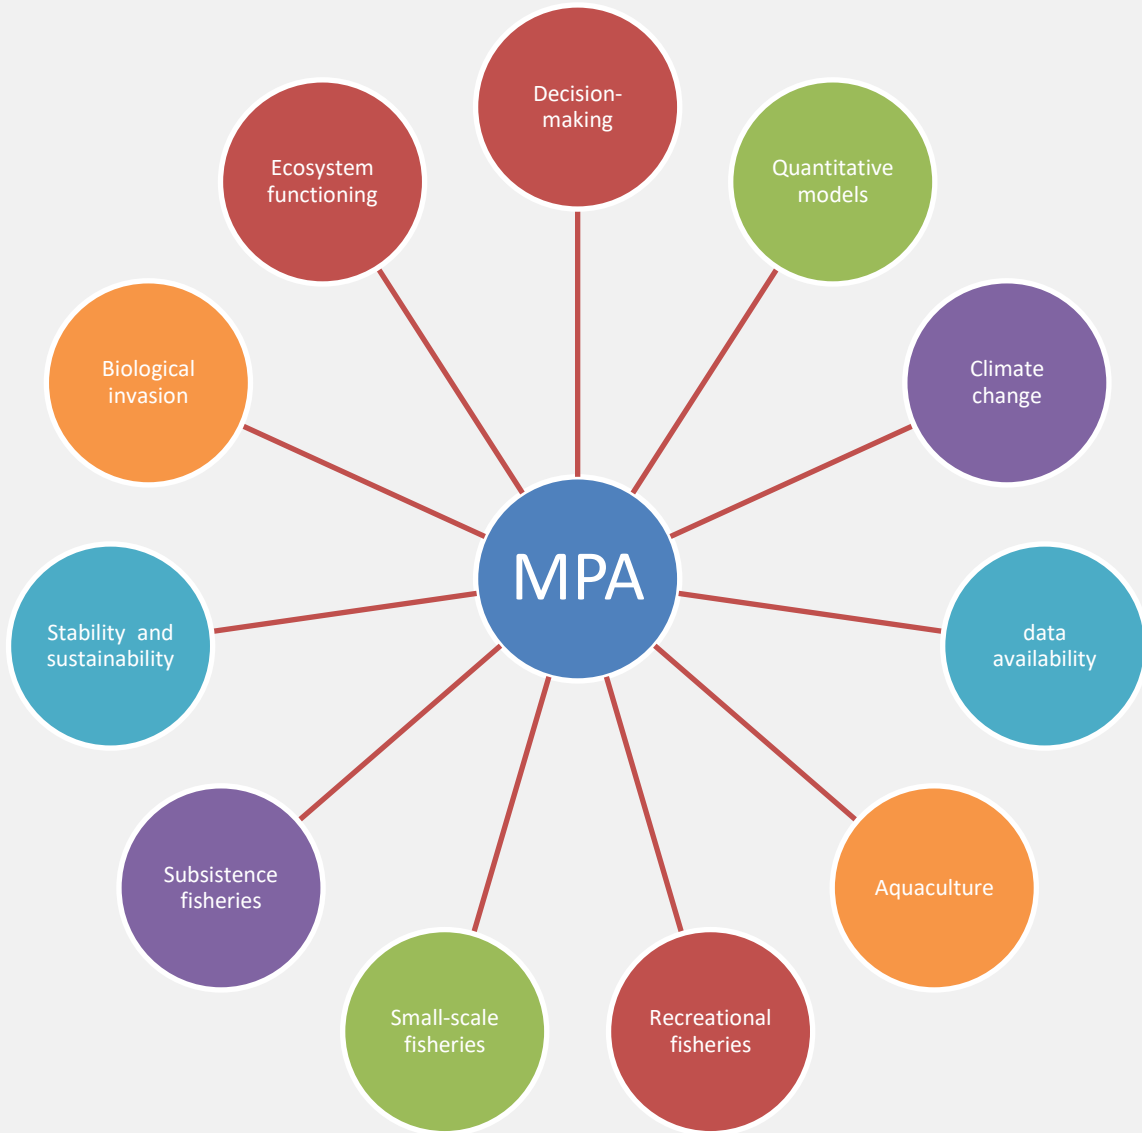 Decision-
making
Quantitative
models
Climate
change
data
availability
Aquaculture
Recreational
fisheries
Small-scale
fisheries
Subsistence
fisheries
Stability and
sustainability
Biological
invasion
Ecosystem
functioning
MPA